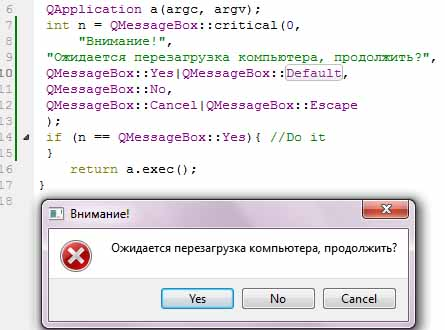 6 QApplication a(argc, argv);
7 int n = QMessageBox::critical(0,
8 "Внимание!",
9 "Ожидается перезагрузка компьютера, продолжить?",
10 QMessageBox::Yes|QMessageBox::Default,
11 QMessageBox::No,
12 QMessageBox::Cancel|QMessageBox::Escape
13 );
14 if (n == QMessageBox::Yes){ //Do it
15 }
16 return a.exec();
17 }
18
Внимание!
Ожидается перезагрузка компьютера, продолжить?
Yes No Cancel